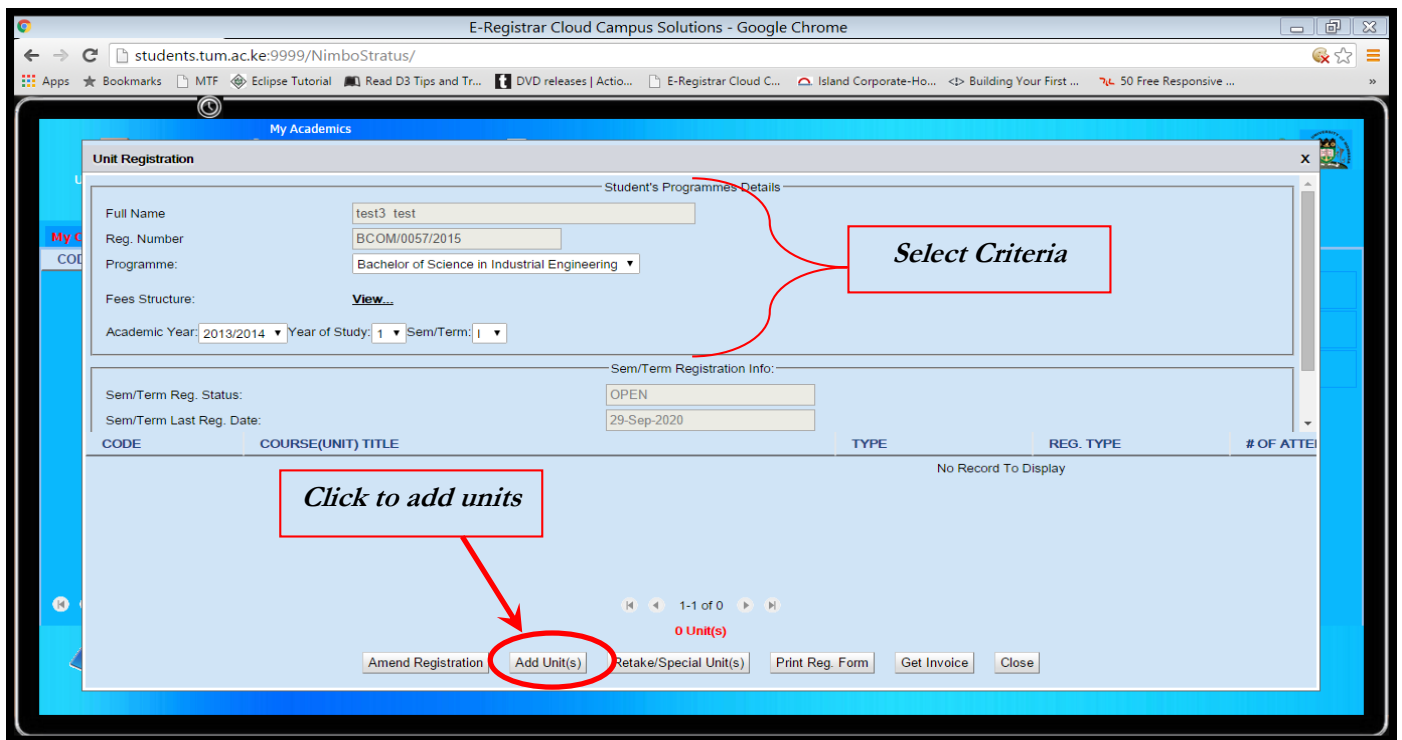 E-Registrar Cloud Campus Solutions - Google Chrome
students.tum.ac.ke:9999/NimboStratus/
Apps Bookmarks MTF Eclipse Tutorial Read D3 Tips and Tr... DVD releases | Actio... E-Registrar Cloud C... Island Corporate-Ho... <I> Building Your First ... 50 Free Responsive ... »
My Academics
Unit Registration x
Student's Programmes Details
Full Name test3 test
Reg. Number BCOM/0057/2015
Programme: Bachelor of Science in Industrial Engineering
Select Criteria
Fees Structure: View...
Academic Year: 2013/2014 Year of Study: 1 Sem/Term: I
Sem/Term Registration Info:
Sem/Term Reg. Status: OPEN
Sem/Term Last Reg. Date: 29-Sep-2020
CODE COURSE(UNIT) TITLE TYPE REG. TYPE # OF ATTE
No Record To Display
Click to add units
1-1 of 0
0 Unit(s)
Amend Registration Add Unit(s) Retake/Special Unit(s) Print Reg. Form Get Invoice Close